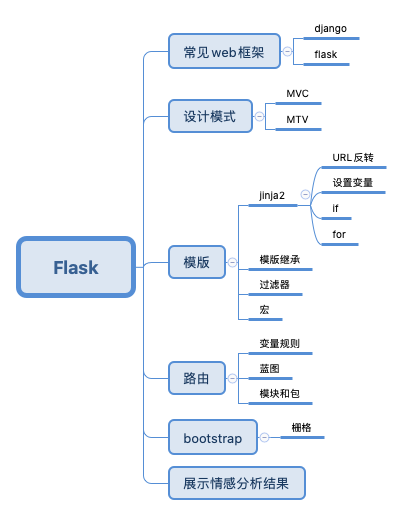 Flask
常见web框架
django
flask
设计模式
MVC
MTV
模版
jinja2
URL反转
设置变量
if
for
模版继承
过滤器
宏
路由
变量规则
蓝图
模块和包
bootstrap
栅格
展示情感分析结果